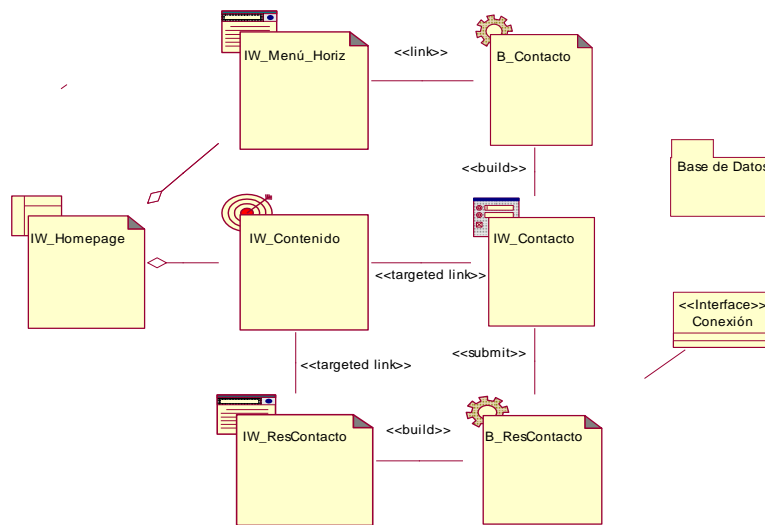 IW_Menú_Horiz
<<link>>
B_Contacto
<<build>>
Base de Datos
IW_Homepage
IW_Contenido
<<targeted link>>
IW_Contacto
<<Interface>>
Conexión
<<targeted link>>
<<submit>>
IW_ResContacto
<<build>>
B_ResContacto